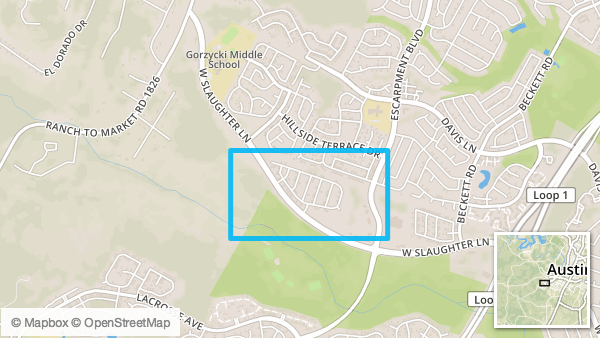 EL DORADO DR
RANCH TO MARKET RD 1826
Gorzycki Middle
School
W SLAUGHTER LN
HILLSIDE TERRACE DR
ESCARPMENT BLVD
DAVIS LN
BECKETT RD
BECKETT RD
DAVIS
Loop 1
W SLAUGHTER LN
LACROSSE AVE
Loop
Austin
© Mapbox © OpenStreetMap